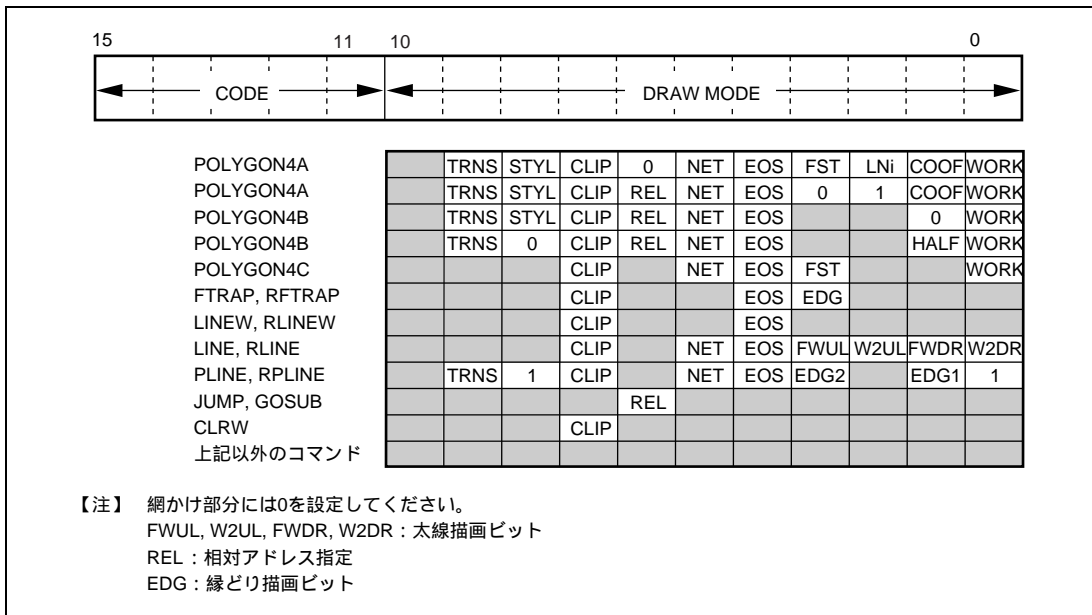 15 11 10 0
CODE DRAW MODE
POLYGON4A TRNS STYL CLIP 0 NET EOS FST LNi COOF WORK
POLYGON4A TRNS STYL CLIP REL NET EOS 0 1 COOF WORK
POLYGON4B TRNS STYL CLIP REL NET EOS 0 WORK
POLYGON4B TRNS 0 CLIP REL NET EOS HALF WORK
POLYGON4C CLIP NET EOS FST WORK
FTRAP, RFTRAP CLIP EOS EDG
LINEW, RLINEW CLIP EOS
LINE, RLINE CLIP NET EOS FWUL W2UL FWDR W2DR
PLINE, RPLINE TRNS 1 CLIP NET EOS EDG2 EDG1 1
JUMP, GOSUB REL
CLRW CLIP
上記以外のコマンド
【注】 網かけ部分には0を設定してください。
FWUL, W2UL, FWDR, W2DR：太線描画ビット
REL：相対アドレス指定
EDG：縁どり描画ビット